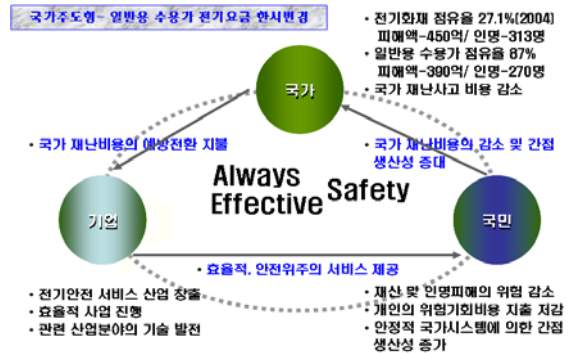 국가주도형- 일반용 수용가 전기요금 한시변경
• 전기화재 점유율 27.1%(2004)
피해액-450억/ 인명-313명
• 일반용 수용가 점유율 87%
피해액-390억/ 인명-270명
• 국가 재난사고 비용 감소
국가
• 국가 재난비용의 예방전환 지불
• 국가 재난비용의 감소 및 간접
생산성 증대
Always
Effective Safety
기업
국민
• 효율적, 안전위주의 서비스 제공
• 전기안전 서비스 산업 창출
• 효율적 사업 진행
• 관련 산업분야의 기술 발전
• 재산 및 인명피해의 위험 감소
• 개인의 위험기회비용 지출 저감
• 안정적 국가시스템에 의한 간접
생산성 증가